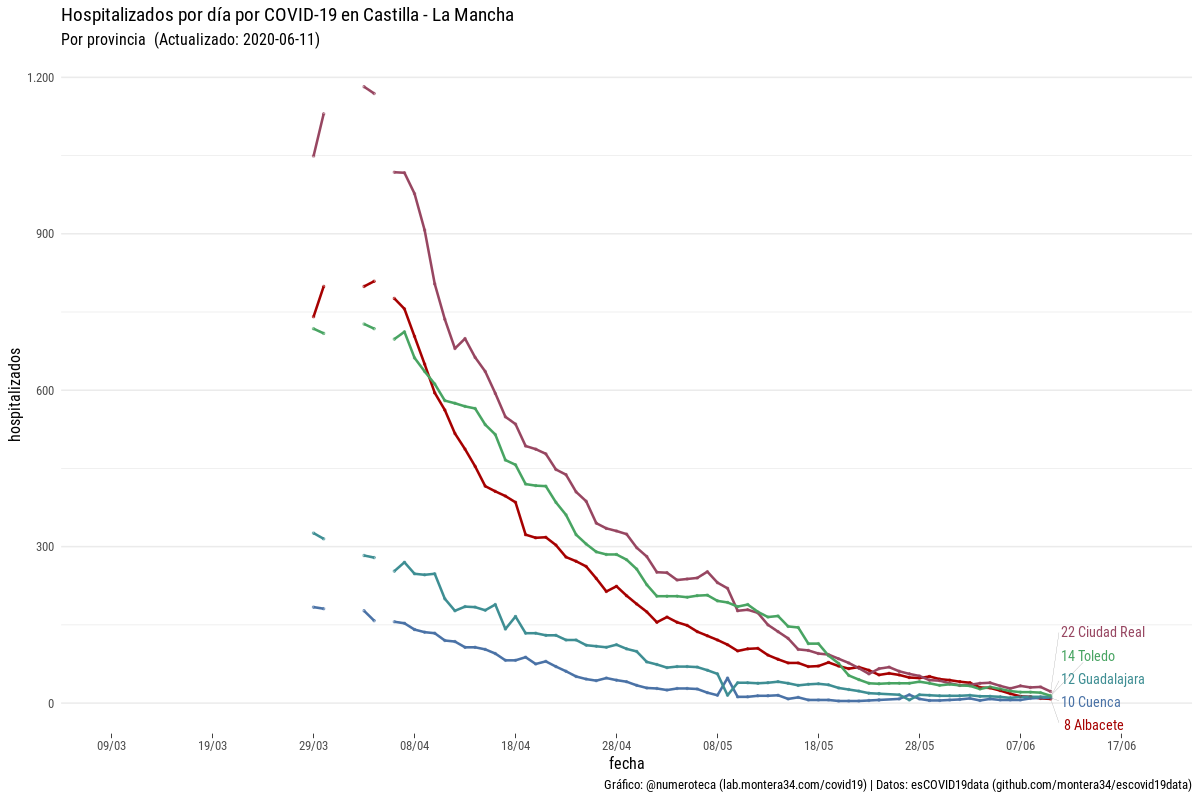 Hospitalizados por día por COVID-19 en Castilla - La Mancha
Por provincia  (Actualizado: 2020-06-11)
1.200
900
600
300
0
hospitalizados
22 Ciudad Real
14 Toledo
12 Guadalajara
10 Cuenca
8 Albacete
09/03
19/03
29/03
08/04
18/04
28/04
08/05
18/05
28/05
07/06
17/06
fecha
Gráfico: @numeroteca (lab.montera34.com/covid19) | Datos: esCOVID19data (github.com/montera34/escovid19data)